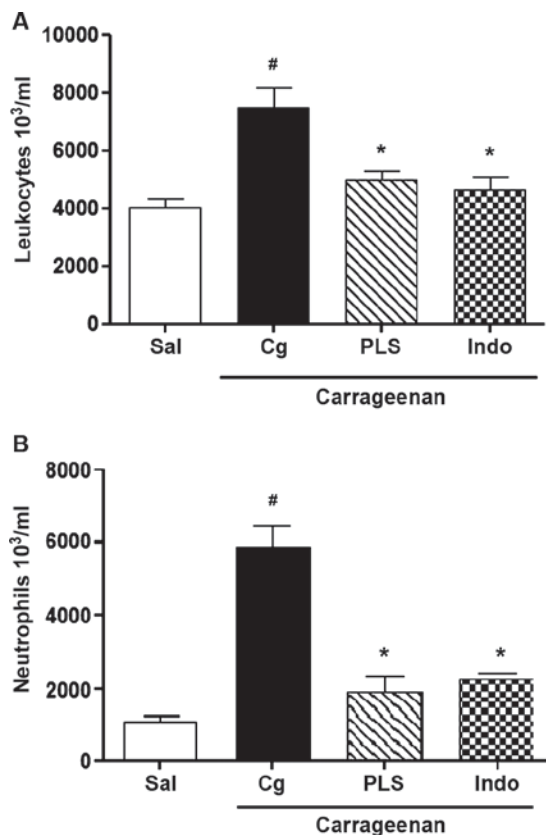 A
10000
8000
6000
4000
2000
0
Leukocytes 10³/ml
#
*
*
Sal Cg PLS Indo
Carrageenan
B
8000
6000
4000
2000
0
Neutrophils 10³/ml
#
*
*
Sal Cg PLS Indo
Carrageenan